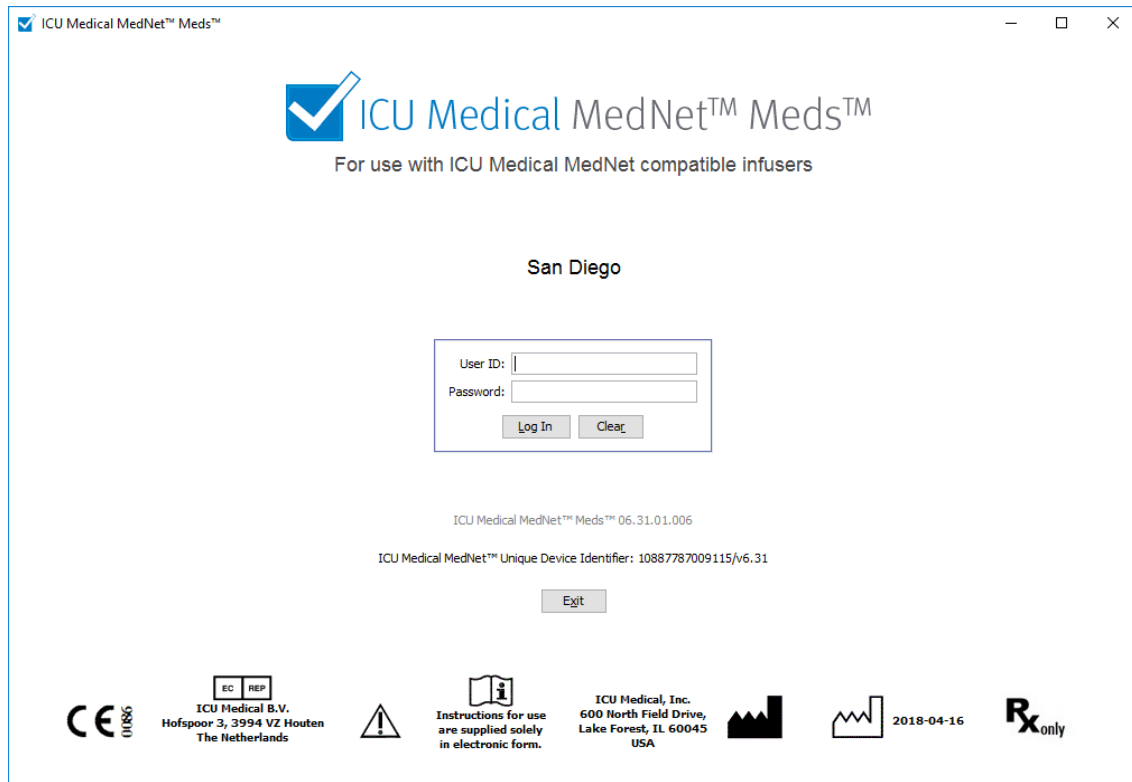 ICU Medical MedNet™ Meds™
ICU Medical MedNet™ Meds™
For use with ICU Medical MedNet compatible infusers
San Diego
User ID:
Password:
Log In Clear
ICU Medical MedNet™ Meds™ 06.31.01.006
ICU Medical MedNet™ Unique Device Identifier: 10887787009115/v6.31
Exit
CE 0086
EC REP
ICU Medical B.V.
Hofspoor 3, 3994 VZ Houten
The Netherlands
Instructions for use
are supplied solely
in electronic form.
ICU Medical, Inc.
600 North Field Drive,
Lake Forest, IL 60045
USA
2018-04-16
Rx only